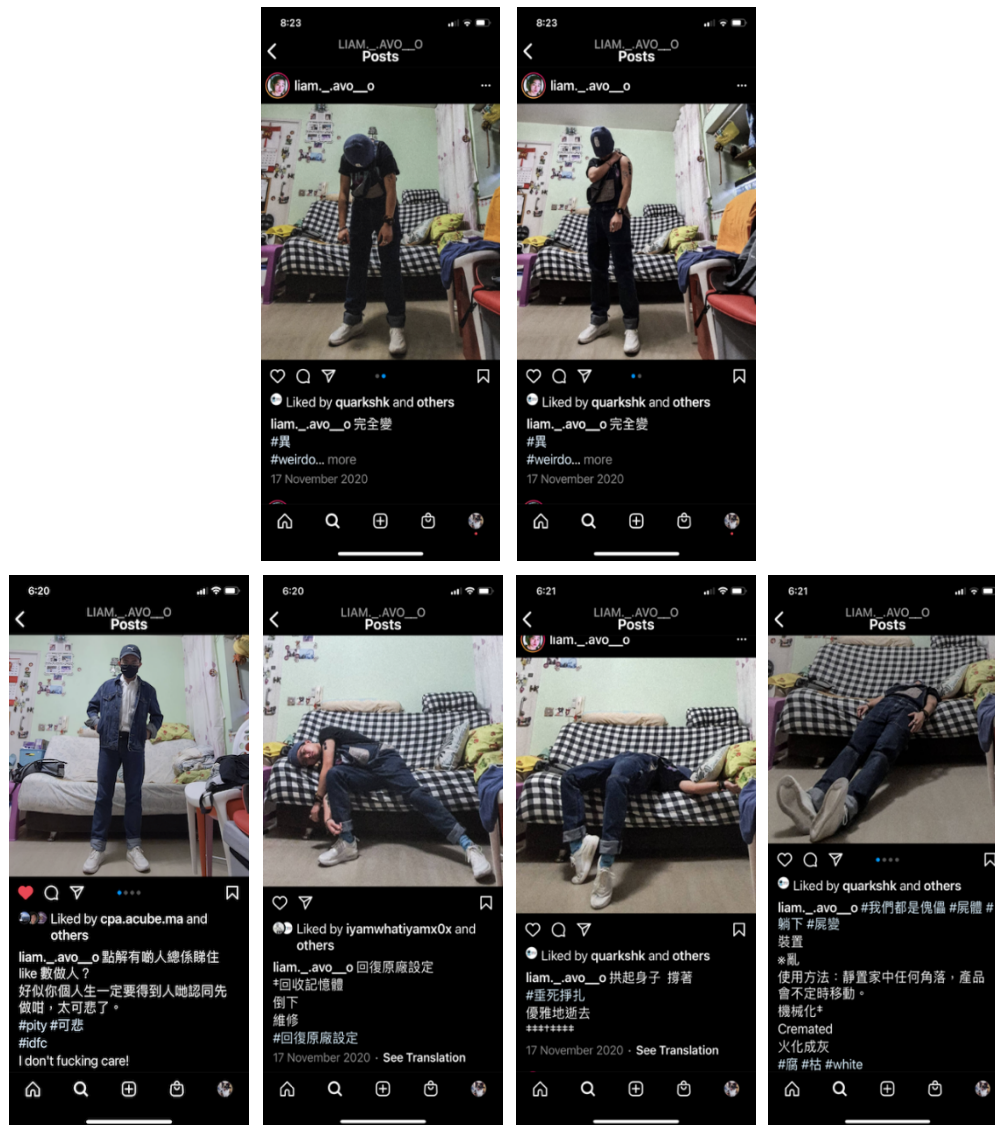 8:23
LIAM._.AVO__O
Posts
liam._.avo__o
Liked by quarkshk and others
liam._.avo__o 完全變
#異
#weirdo... more
17 November 2020
8:23
LIAM._.AVO__O
Posts
liam._.avo__o
Liked by quarkshk and others
liam._.avo__o 完全變
#異
#weirdo... more
17 November 2020
6:20
LIAM._.AVO__O
Posts
Liked by cpa.acube.ma and
others
liam._.avo__o 點解有啲人總係睇住
like 數做人？
好似你個人生一定要得到人哋認同先
做咁，太可悲了。
#pity #可悲
#idfc
I don't fucking care!
6:20
LIAM._.AVO__O
Posts
Liked by iyamwhatiyamx0x and
others
liam._.avo__o 回復原廠設定
‡回收記憶體
倒下
維修
#回復原廠設定
17 November 2020 · See Translation
6:21
LIAM._.AVO__O
Posts
liam._.avo__o
Liked by quarkshk and others
liam._.avo__o 拱起身子 撐著
#垂死掙扎
優雅地逝去
‡‡‡†‡‡‡‡
17 November 2020 · See Translation
6:21
LIAM._.AVO__O
Posts
Liked by quarkshk and others
liam._.avo__o #我們都是傀儡 #屍體 #
躺下 #屍變
裝置
※亂
使用方法：靜置家中任何角落，產品
會不定時移動。
機械化‡
Cremated
火化成灰
#腐 #枯 #white